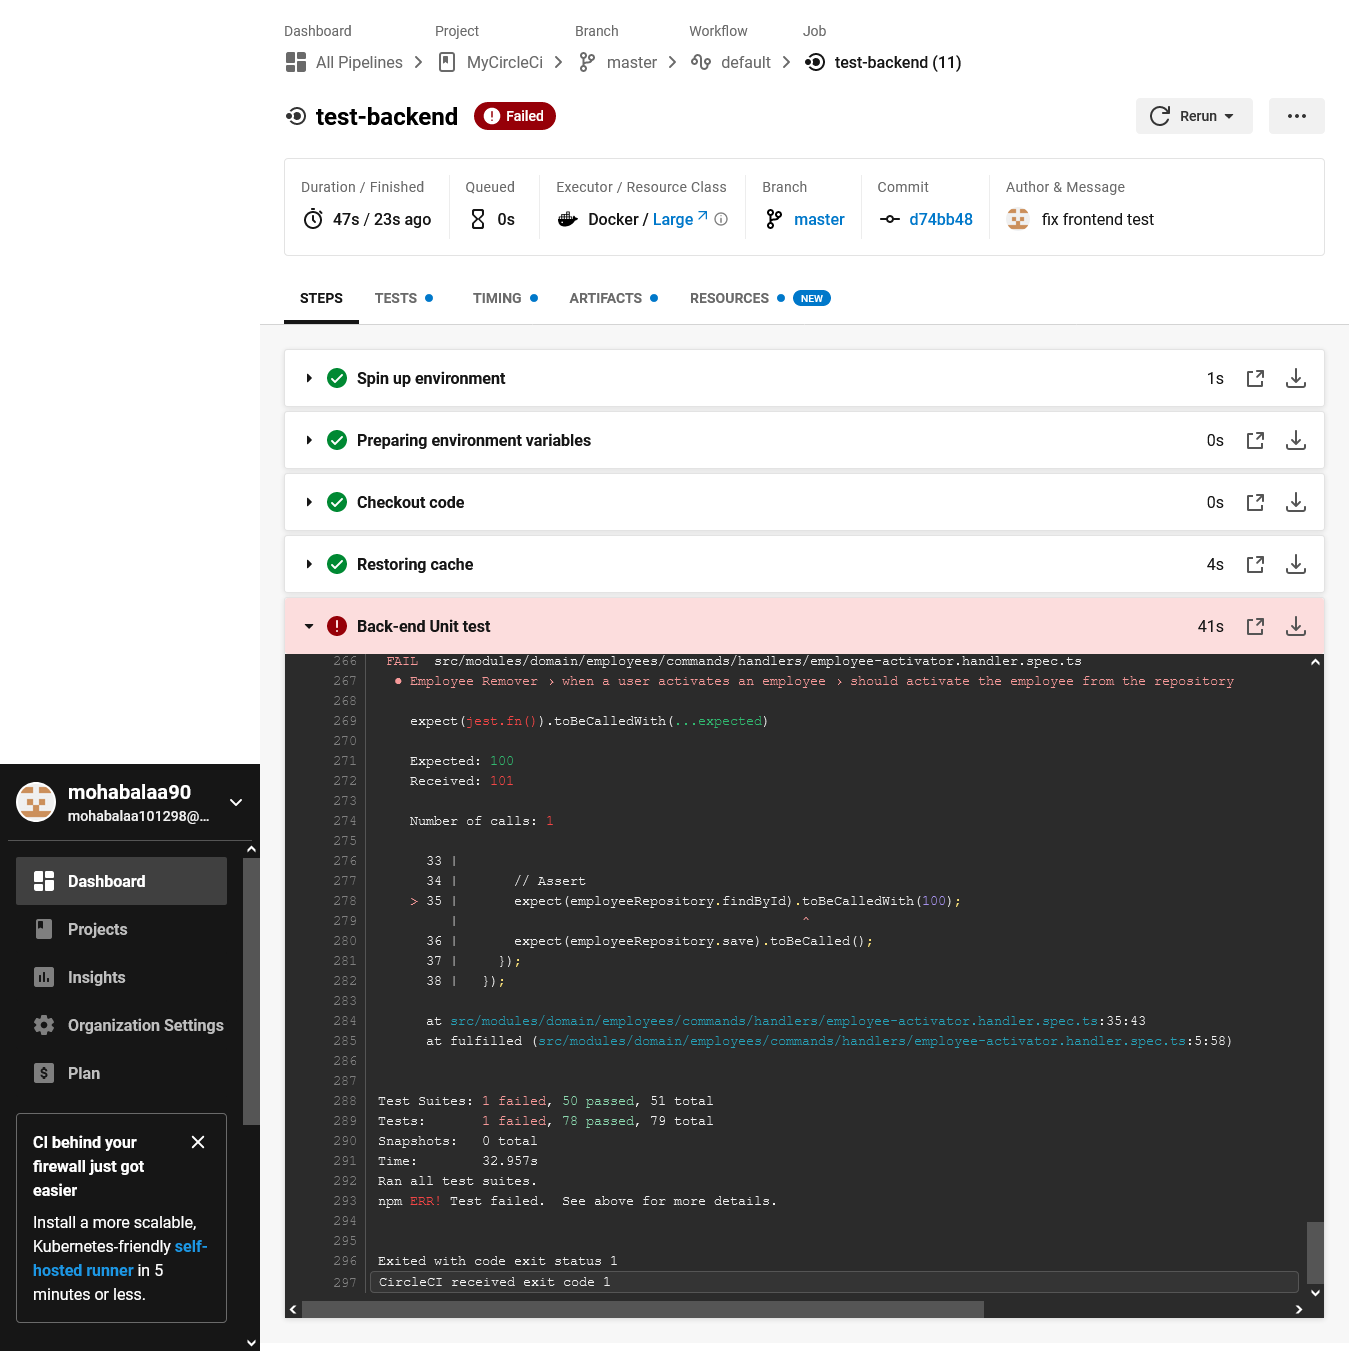 Dashboard Project Branch Workflow Job
All Pipelines MyCircleCi master default test-backend (11)
test-backend Failed Rerun
Duration / Finished Queued Executor / Resource Class Branch Commit Author & Message
47s / 23s ago 0s Docker / Large master d74bb48 fix frontend test
STEPS TESTS TIMING ARTIFACTS RESOURCES NEW
Spin up environment 1s
Preparing environment variables 0s
Checkout code 0s
Restoring cache 4s
Back-end Unit test 41s
266 FAIL src/modules/domain/employees/commands/handlers/employee-activator.handler.spec.ts
267 ● Employee Remover › when a user activates an employee › should activate the employee from the repository
268
269 expect(jest.fn()).toBeCalledWith(...expected)
270
271 Expected: 100
272 Received: 101
273
274 Number of calls: 1
275
276 33 |
277 34 | // Assert
278 > 35 | expect(employeeRepository.findById).toBeCalledWith(100);
279 | ^
280 36 | expect(employeeRepository.save).toBeCalled();
281 37 | });
282 38 | });
283
284 at src/modules/domain/employees/commands/handlers/employee-activator.handler.spec.ts:35:43
285 at fulfilled (src/modules/domain/employees/commands/handlers/employee-activator.handler.spec.ts:5:58)
286
287
288 Test Suites: 1 failed, 50 passed, 51 total
289 Tests: 1 failed, 78 passed, 79 total
290 Snapshots: 0 total
291 Time: 32.957s
292 Ran all test suites.
293 npm ERR! Test failed. See above for more details.
294
295
296 Exited with code exit status 1
297 CircleCI received exit code 1
mohabalaa90
mohabalaa101298@...
Dashboard
Projects
Insights
Organization Settings
Plan
CI behind your
firewall just got
easier
Install a more scalable,
Kubernetes-friendly self-
hosted runner in 5
minutes or less.